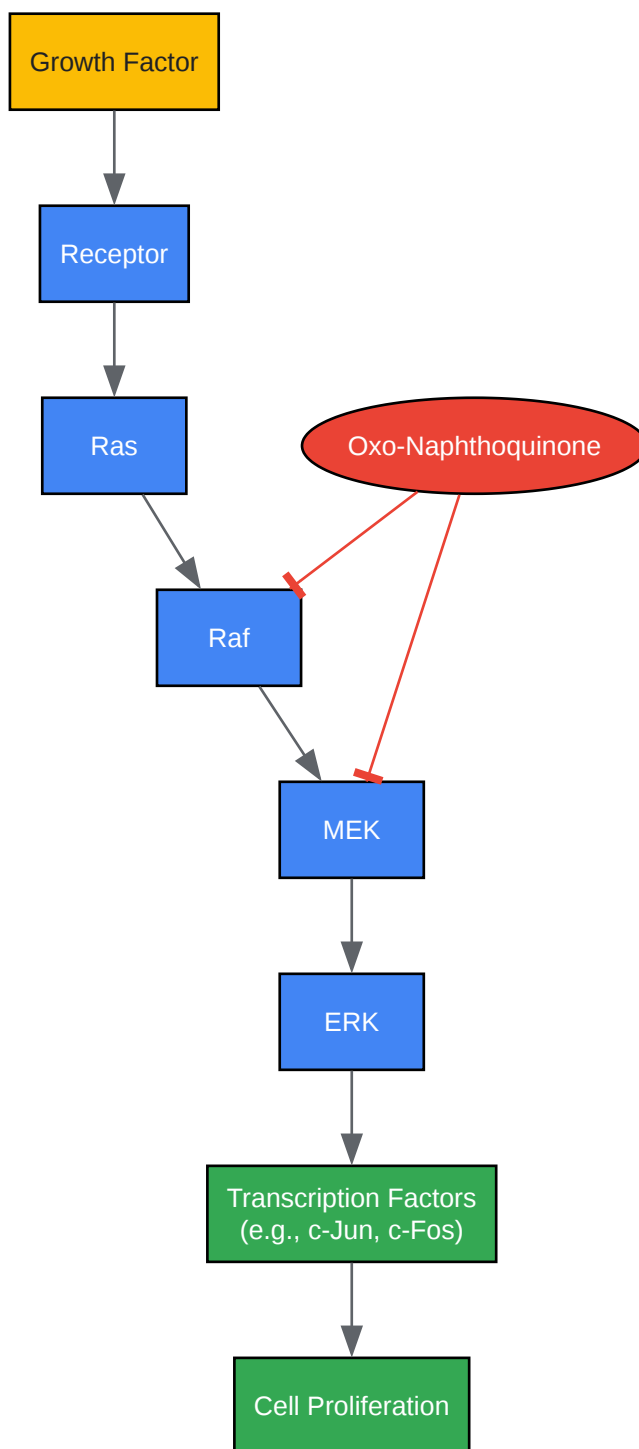 Growth Factor
Receptor
Ras
Oxo-Naphthoquinone
Raf
MEK
ERK
Transcription Factors
(e.g., c-Jun, c-Fos)
Cell Proliferation